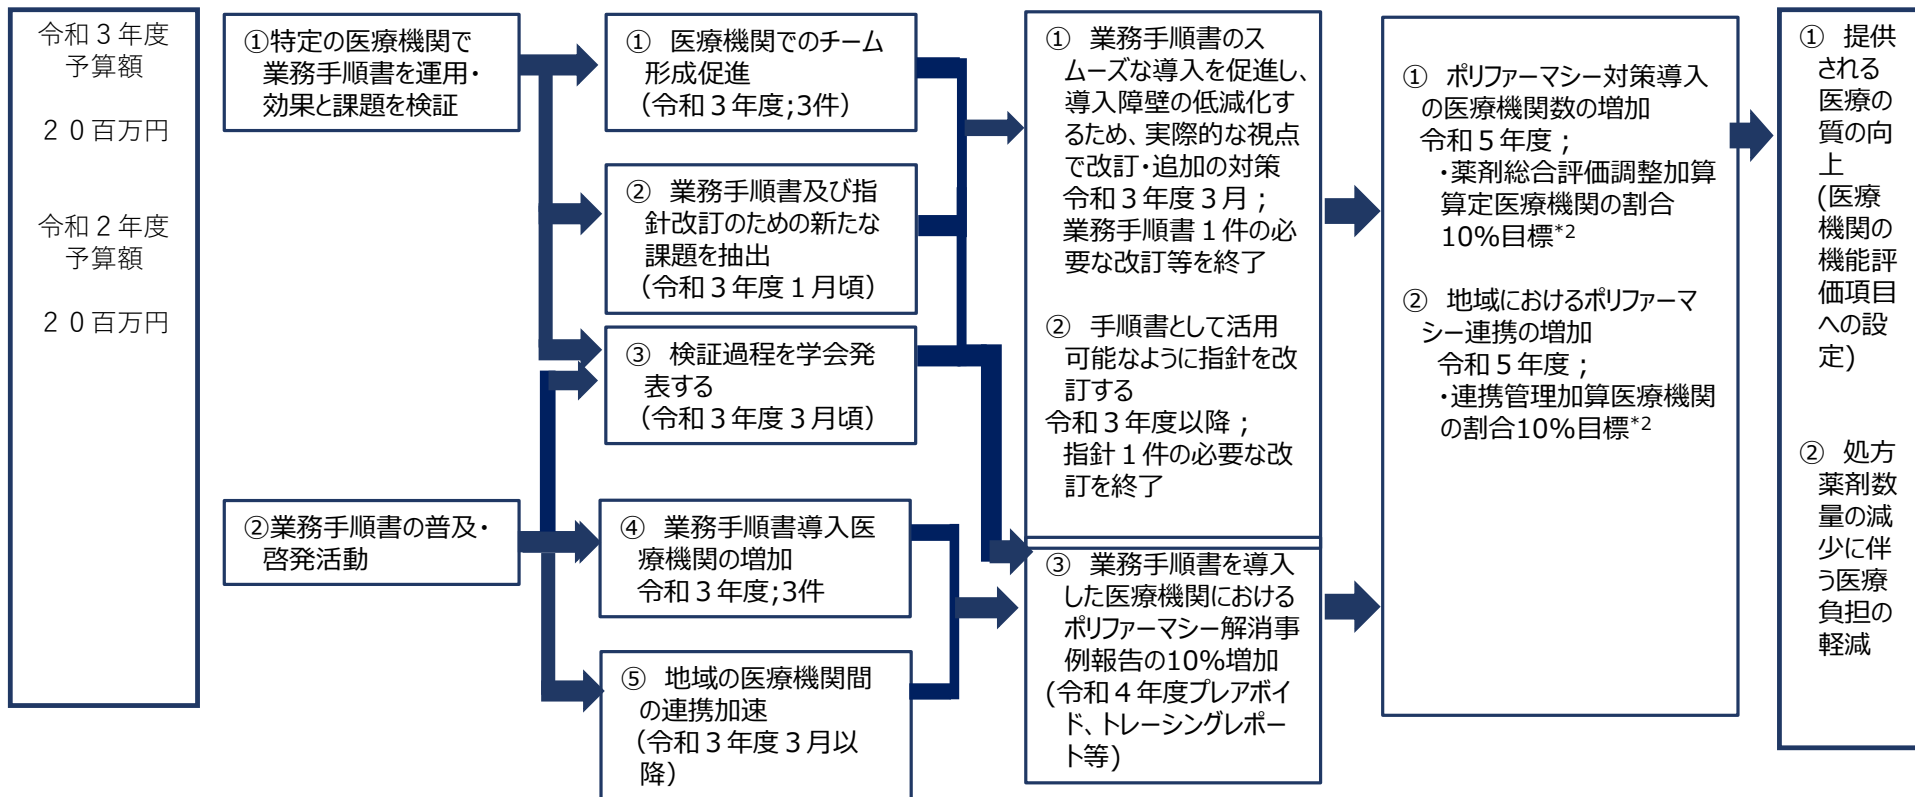 令和３年度
予算額
２０百万円
令和２年度
予算額
２０百万円
①特定の医療機関で
業務手順書を運用・
効果と課題を検証
②業務手順書の普及・
啓発活動
① 医療機関でのチーム
形成促進
（令和３年度;3件）
② 業務手順書及び指
針改訂のための新たな
課題を抽出
（令和３年度１月頃）
③ 検証過程を学会発
表する
（令和３年度３月頃）
④ 業務手順書導入医
療機関の増加
令和３年度;3件
⑤ 地域の医療機関間
の連携加速
（令和３年度３月以
降）
① 業務手順書のス
ムーズな導入を促進し、
導入障壁の低減化す
るため、実際的な視点
で改訂・追加の対策
令和３年度３月；
業務手順書１件の必
要な改訂等を終了
② 手順書として活用
可能なように指針を改
訂する
令和３年度以降；
指針１件の必要な改
訂を終了
③ 業務手順書を導入
した医療機関における
ポリファーマシー解消事
例報告の10%増加
(令和４年度プレアボイ
ド、トレーシングレポー
ト等)
① ポリファーマシー対策導入
の医療機関数の増加
令和５年度；
・薬剤総合評価調整加算
算定医療機関の割合
10%目標*2
② 地域におけるポリファーマ
シー連携の増加
令和５年度；
・連携管理加算医療機関
の割合10%目標*2
① 提供
される
医療の
質の向
上
(医療
機関の
機能評
価項目
への設
定)
② 処方
薬剤数
量の減
少に伴
う医療
負担の
軽減